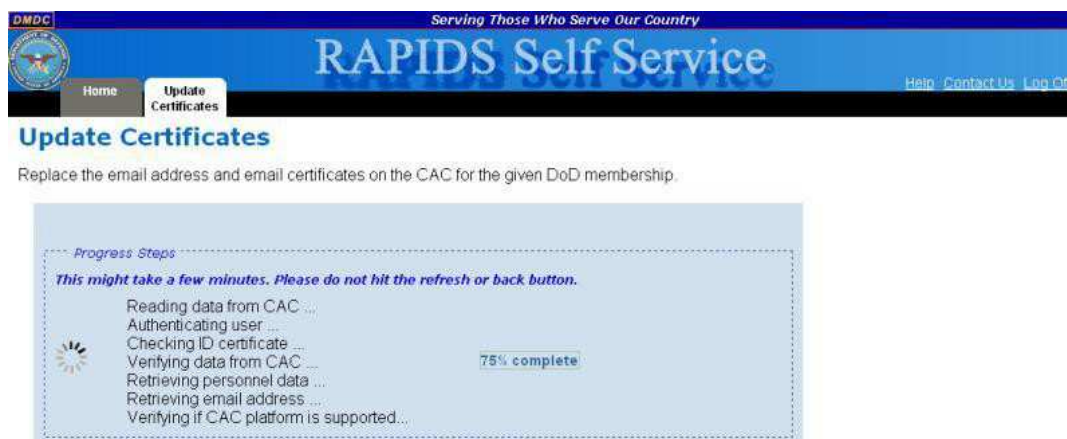 DMDC
Serving Those Who Serve Our Country
RAPIDS Self Service
Home
Update
Certificates
Help Contact Us Log Of
Update Certificates
Replace the email address and email certificates on the CAC for the given DoD membership.
Progress Steps
This might take a few minutes. Please do not hit the refresh or back button.
Reading data from CAC ...
Authenticating user ...
Checking ID certificate ...
Verifying data from CAC ...
75% complete
Retrieving personnel data ...
Retrieving email address ...
Verifying if CAC platform is supported...